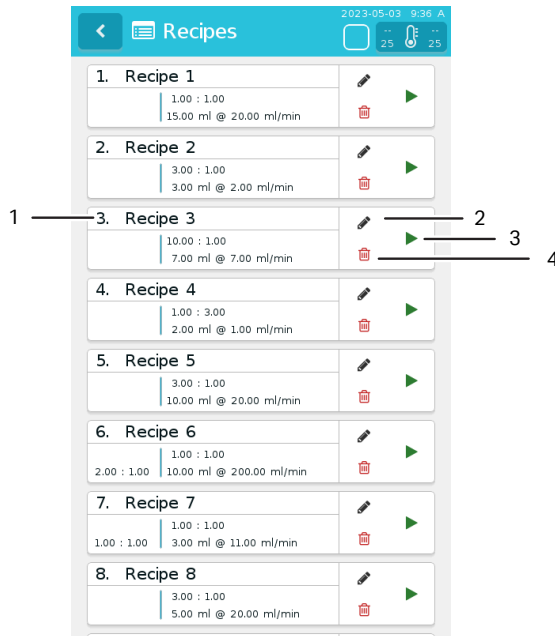 2023-05-03 9:36 A
Recipes
-- --
25 25
1. Recipe 1
1.00 : 1.00
15.00 ml @ 20.00 ml/min
2. Recipe 2
3.00 : 1.00
3.00 ml @ 2.00 ml/min
1 3. Recipe 3 2
10.00 : 1.00 3
7.00 ml @ 7.00 ml/min 4
4. Recipe 4
1.00 : 3.00
2.00 ml @ 1.00 ml/min
5. Recipe 5
3.00 : 1.00
10.00 ml @ 20.00 ml/min
6. Recipe 6
1.00 : 1.00
2.00 : 1.00 10.00 ml @ 200.00 ml/min
7. Recipe 7
1.00 : 1.00
1.00 : 1.00 3.00 ml @ 11.00 ml/min
8. Recipe 8
3.00 : 1.00
5.00 ml @ 20.00 ml/min